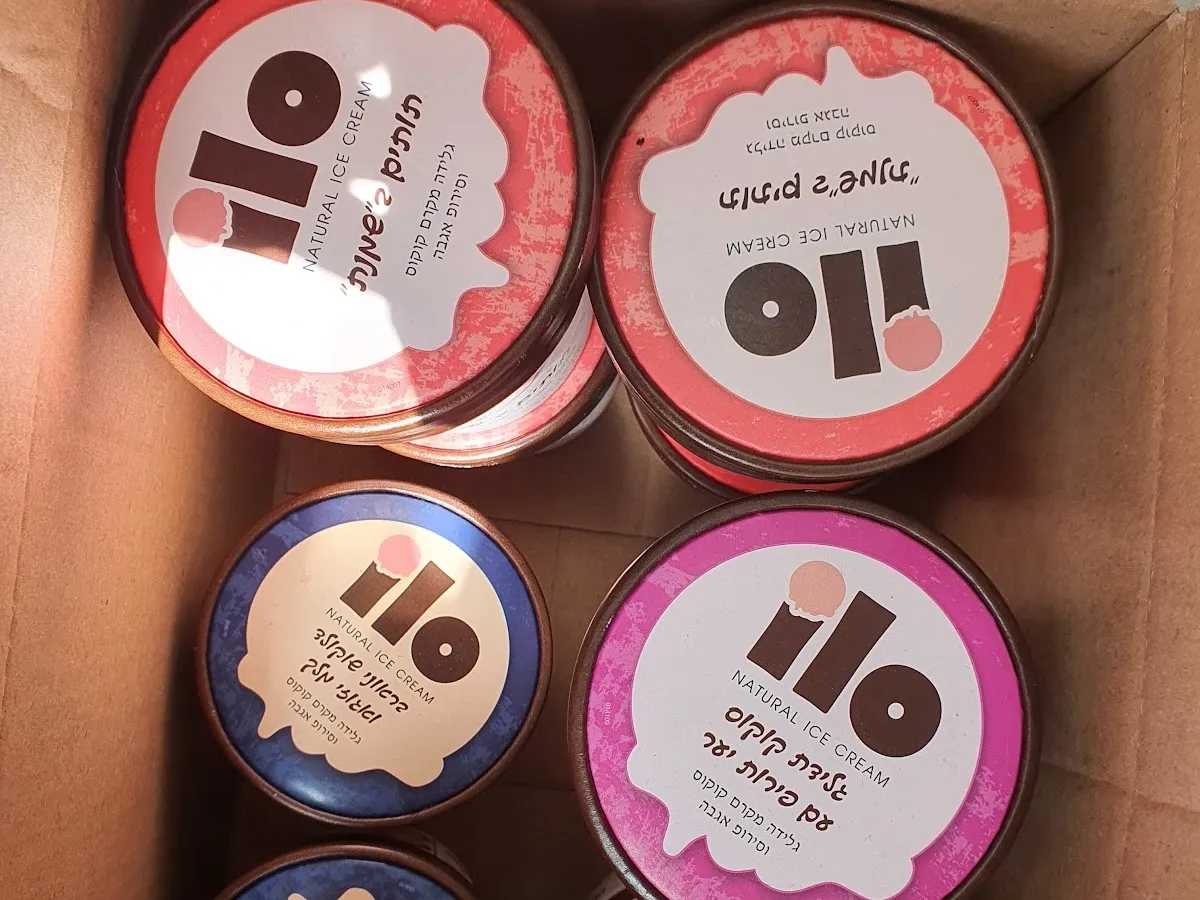 ilo
NATURAL ICE CREAM
תותים ב"שמנת"
גלידה מקרם קוקוס
וסירופ אגבה
ilo
NATURAL ICE CREAM
תותים ב"שמנת"
גלידה מקרם קוקוס
וסירופ אגבה
ilo
NATURAL ICE CREAM
בראוני שוקולד
ואגוזי מלך
גלידה מקרם קוקוס
וסירופ אגבה
ilo
NATURAL ICE CREAM
גלידת קוקוס
עם פירות יער
גלידה מקרם קוקוס
וסירופ אגבה